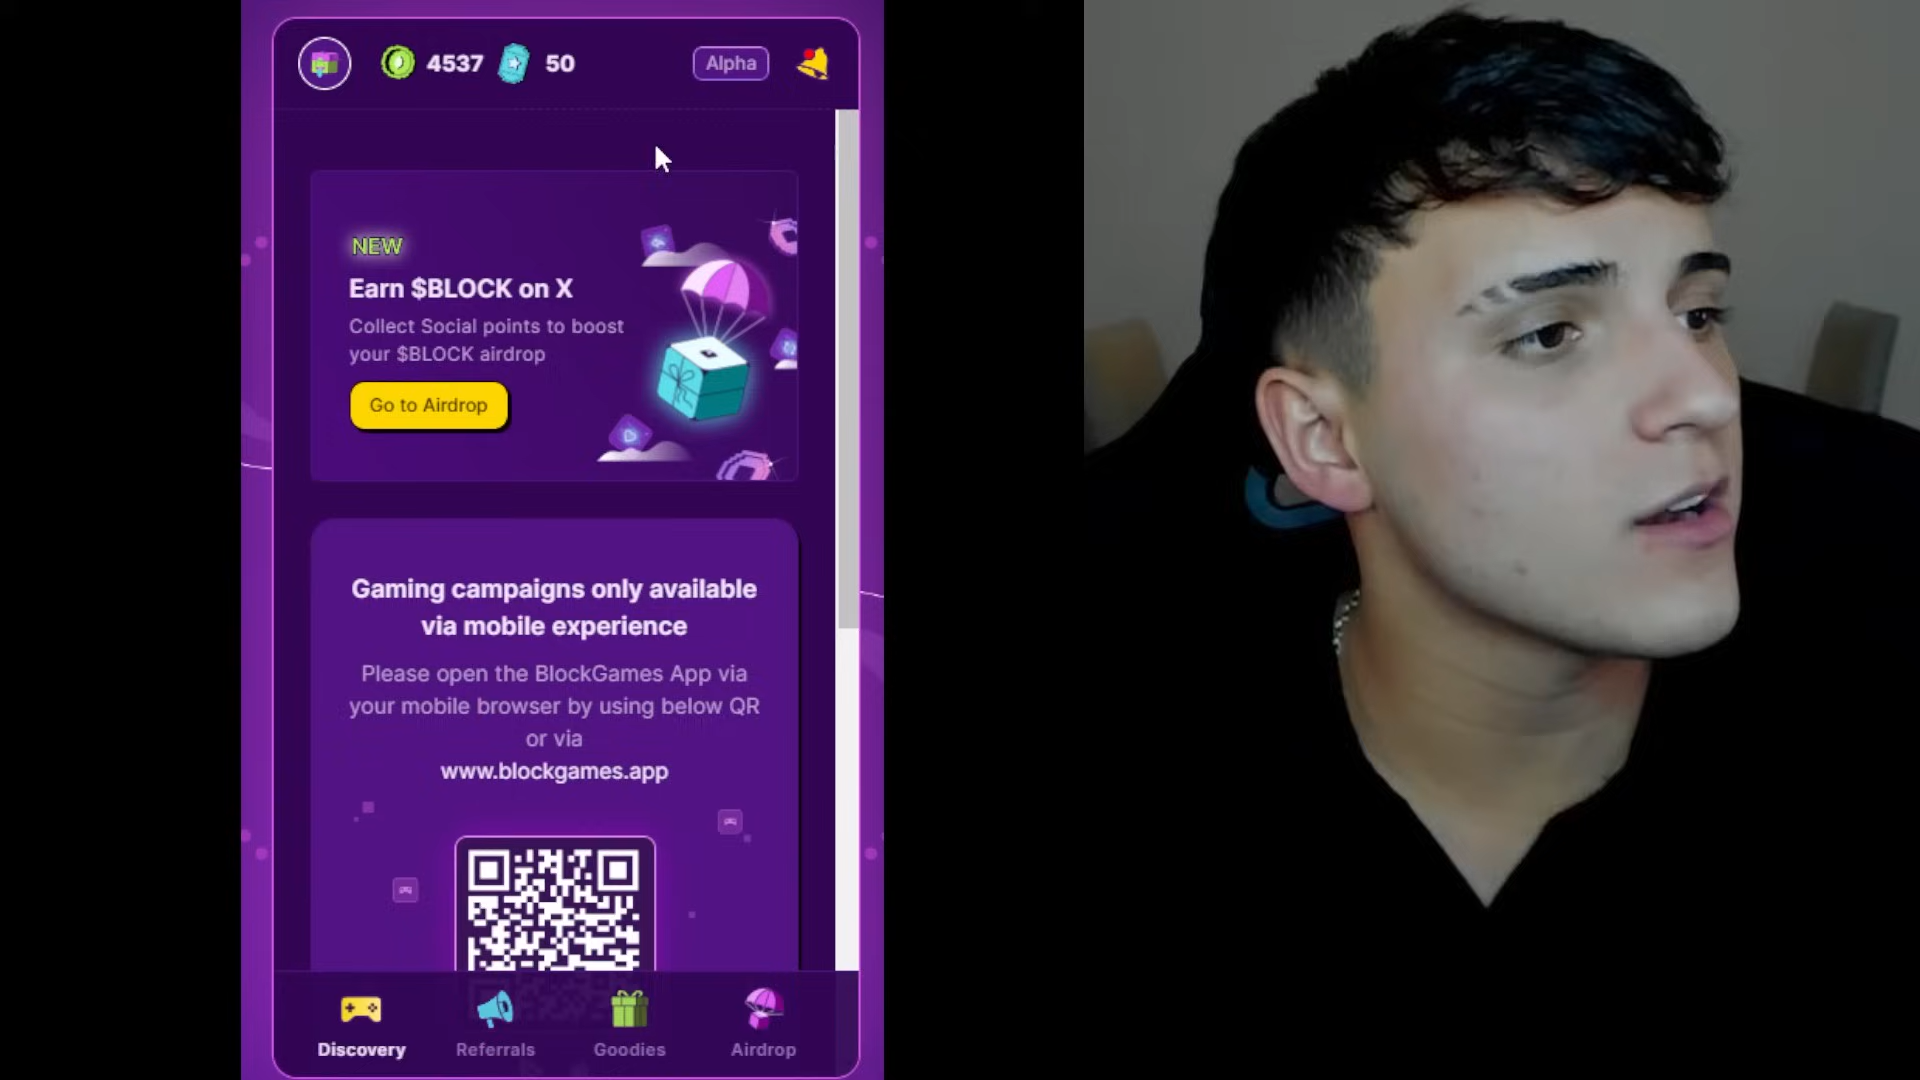 4537 50 Alpha
NEW
Earn $BLOCK on X
Collect Social points to boost
your $BLOCK airdrop
Go to Airdrop
Gaming campaigns only available
via mobile experience
Please open the BlockGames App via
your mobile browser by using below QR
or via
www.blockgames.app
Discovery Referrals Goodies Airdrop